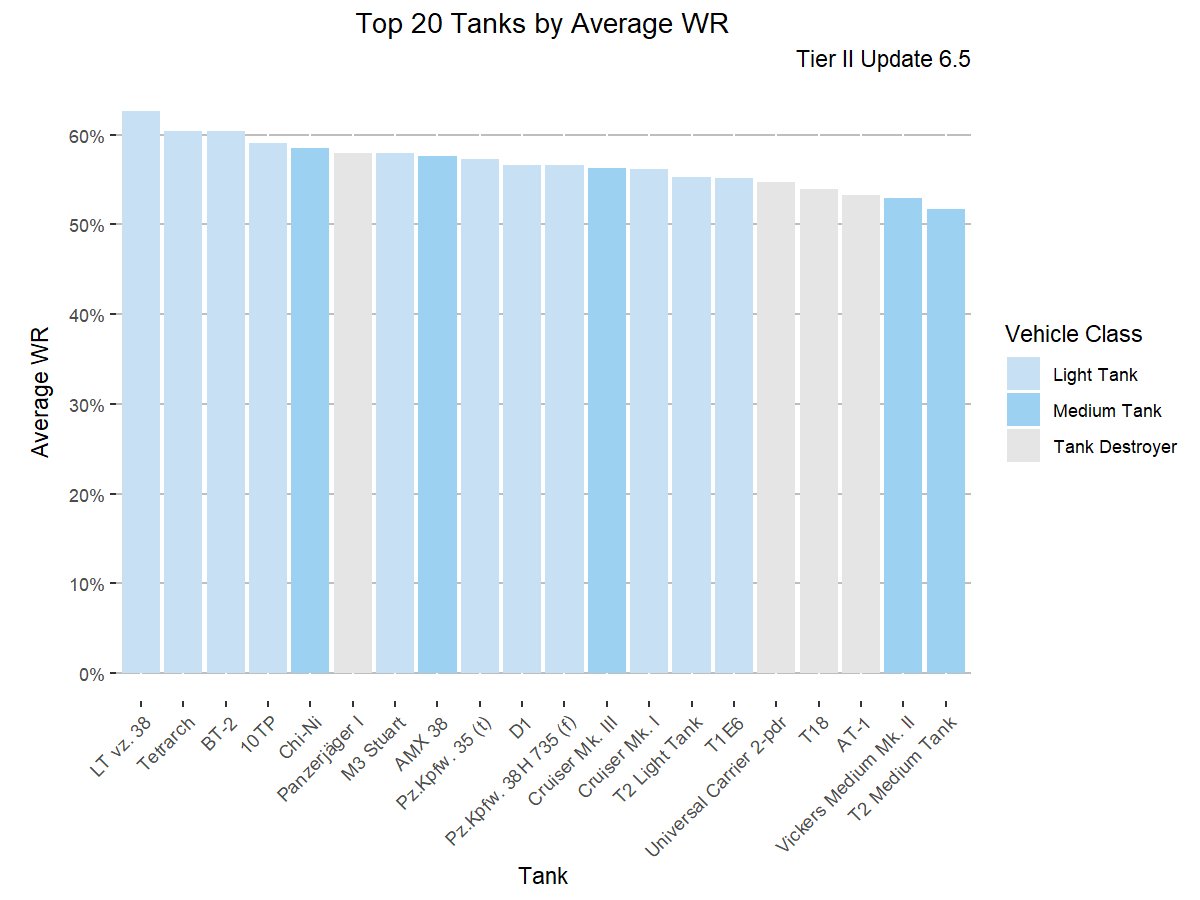 Top 20 Tanks by Average WR
Tier II Update 6.5
Average WR
60%
50%
40%
30%
20%
10%
0%
LT vz. 38
Tetrarch
BT-2
10TP
Chi-Ni
Panzerjäger I
M3 Stuart
AMX 38
Pz.Kpfw. 35 (t)
D1
Pz.Kpfw. 38H 735 (f)
Cruiser Mk. III
Cruiser Mk. I
T2 Light Tank
T1E6
Universal Carrier 2-pdr
T18
AT-1
Vickers Medium Mk. II
T2 Medium Tank
Tank
Vehicle Class
Light Tank
Medium Tank
Tank Destroyer